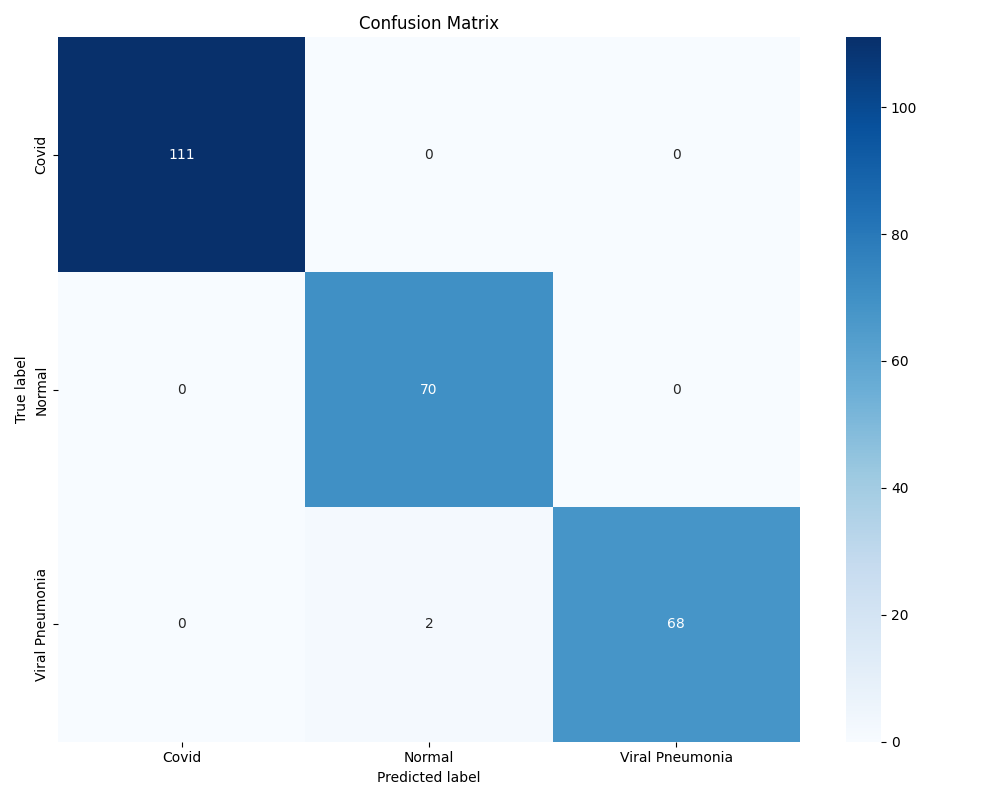 Confusion Matrix
True label
Covid
111
0
0
Normal
0
70
0
Viral Pneumonia
0
2
68
Covid
Normal
Viral Pneumonia
Predicted label
100
80
60
40
20
0